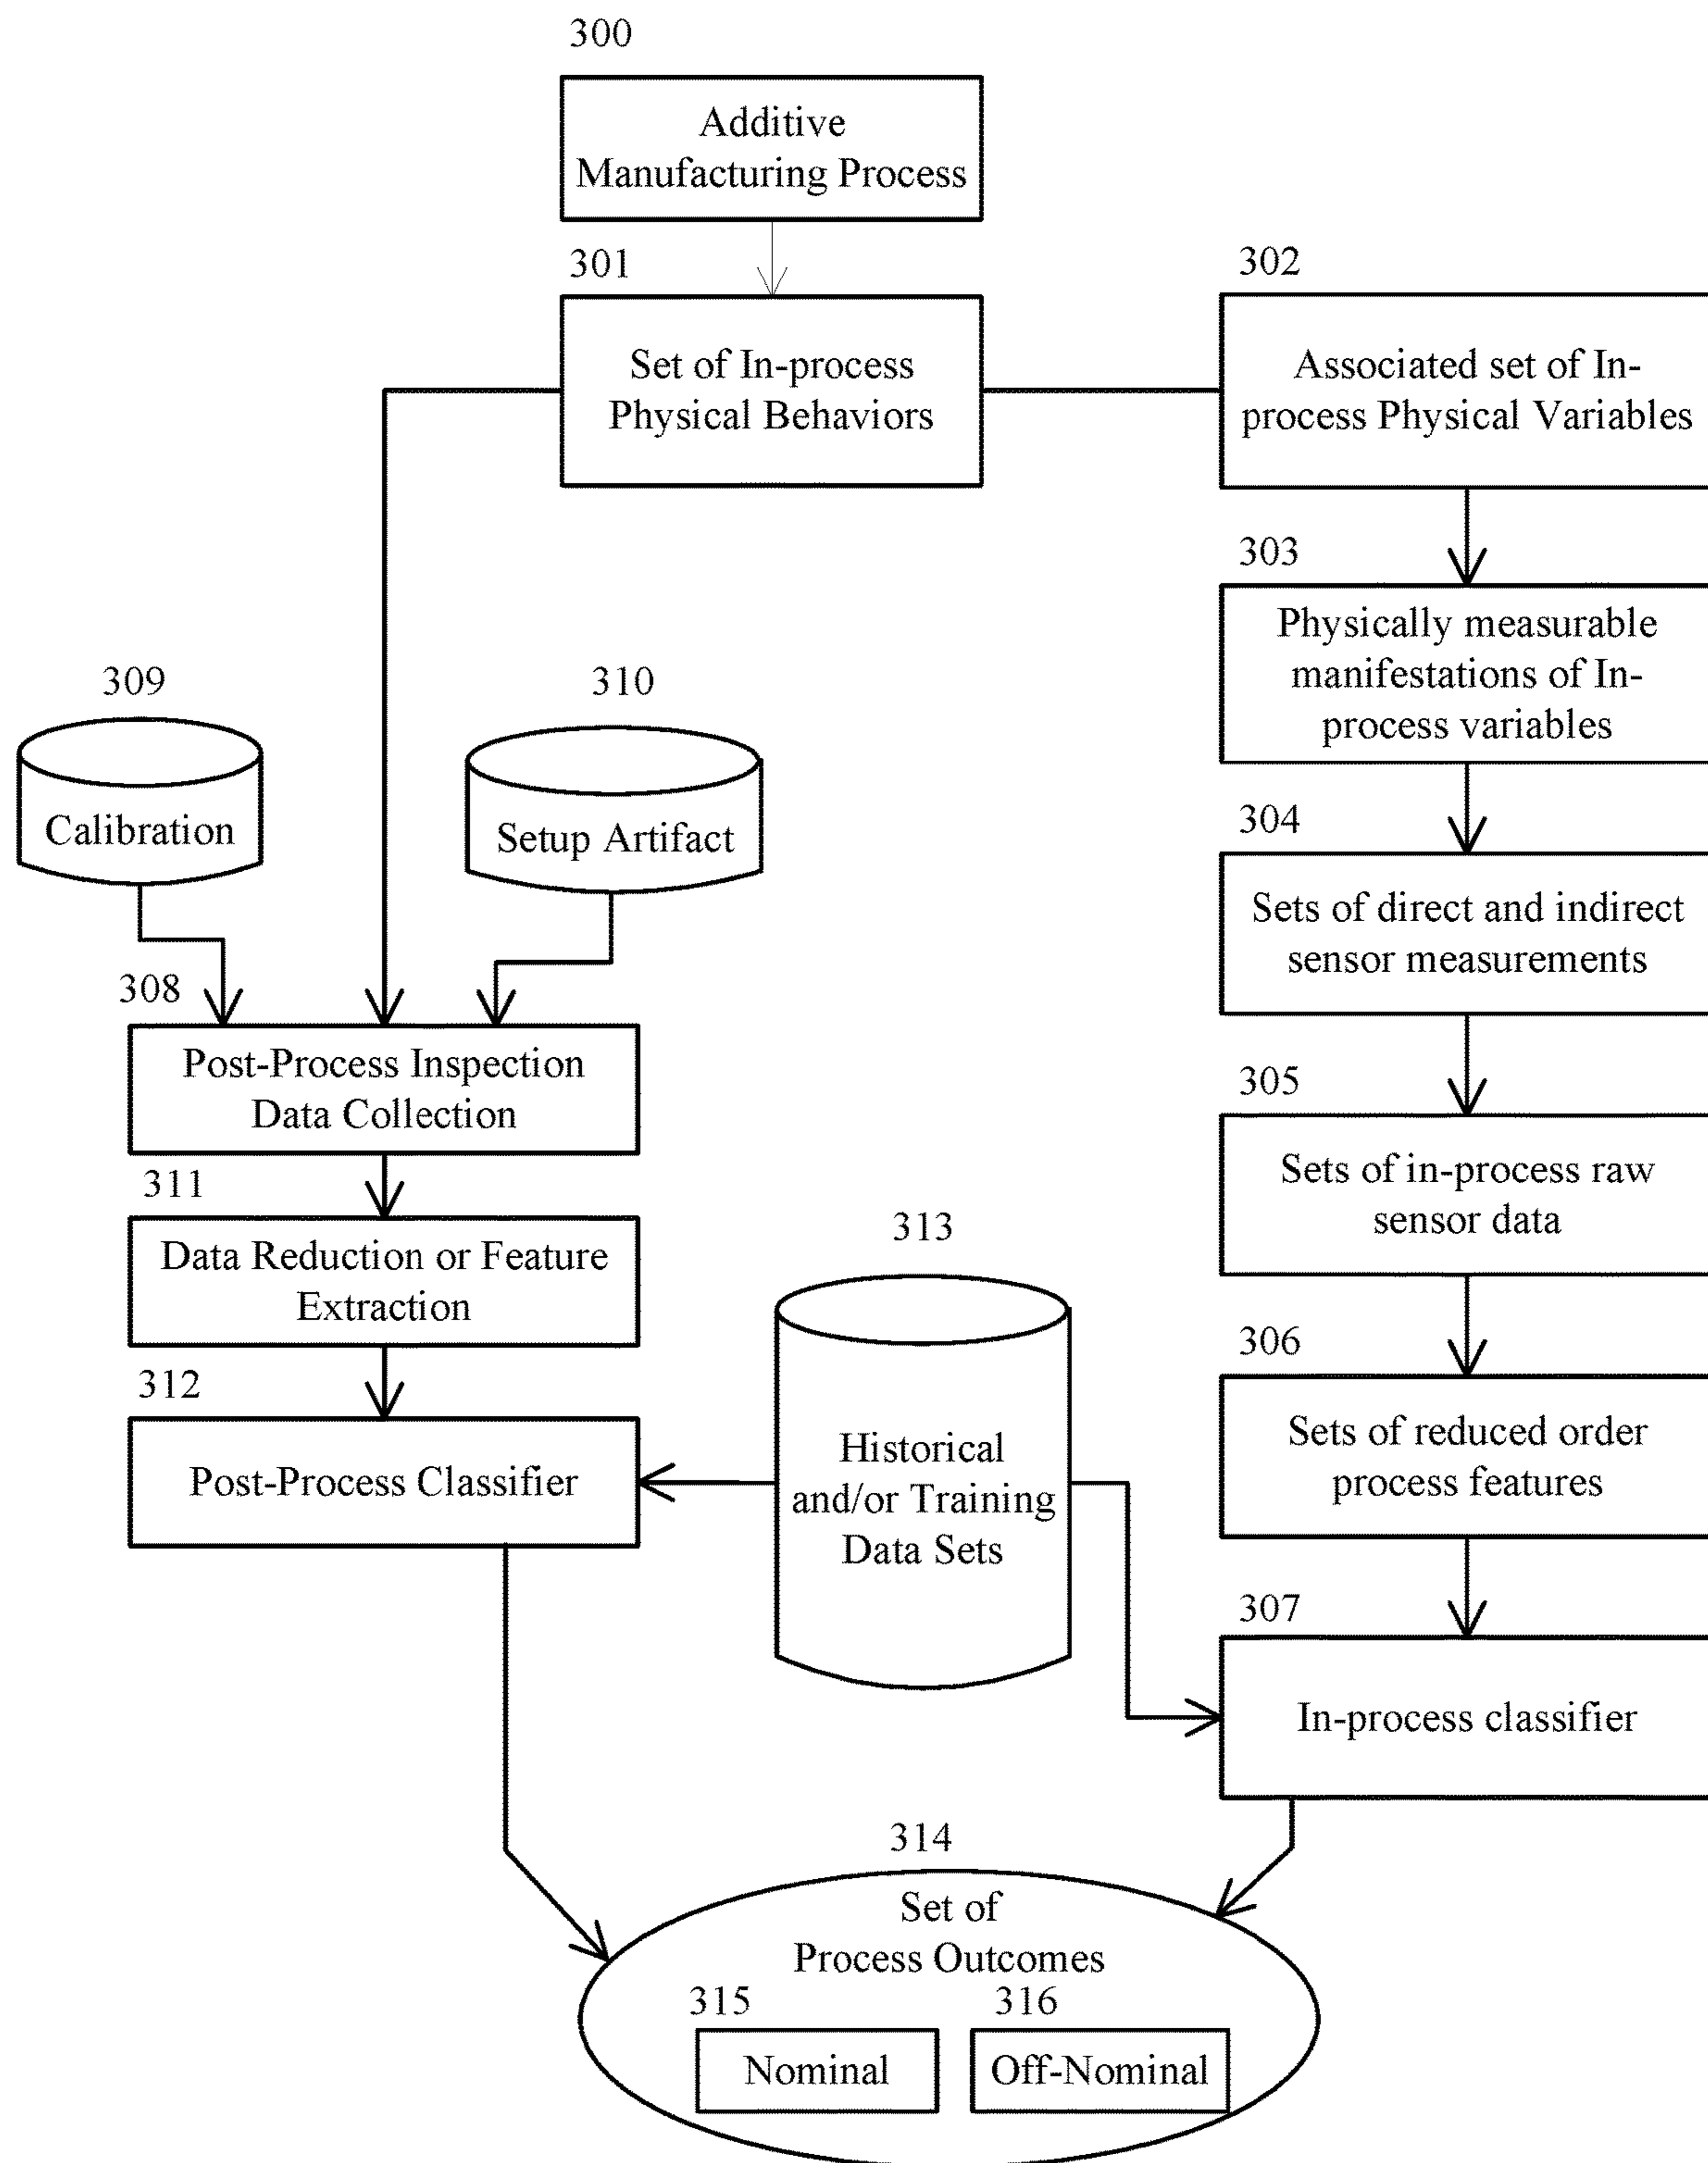 300
Additive
Manufacturing Process
301
Set of In-process
Physical Behaviors
302
Associated set of In-
process Physical Variables
303
Physically measurable
manifestations of In-
process variables
309
Calibration
310
Setup Artifact
304
Sets of direct and indirect
sensor measurements
308
Post-Process Inspection
Data Collection
305
Sets of in-process raw
sensor data
311
Data Reduction or Feature
Extraction
313
Historical
and/or Training
Data Sets
306
Sets of reduced order
process features
312
Post-Process Classifier
307
In-process classifier
314
Set of
Process Outcomes
315
Nominal
316
Off-Nominal